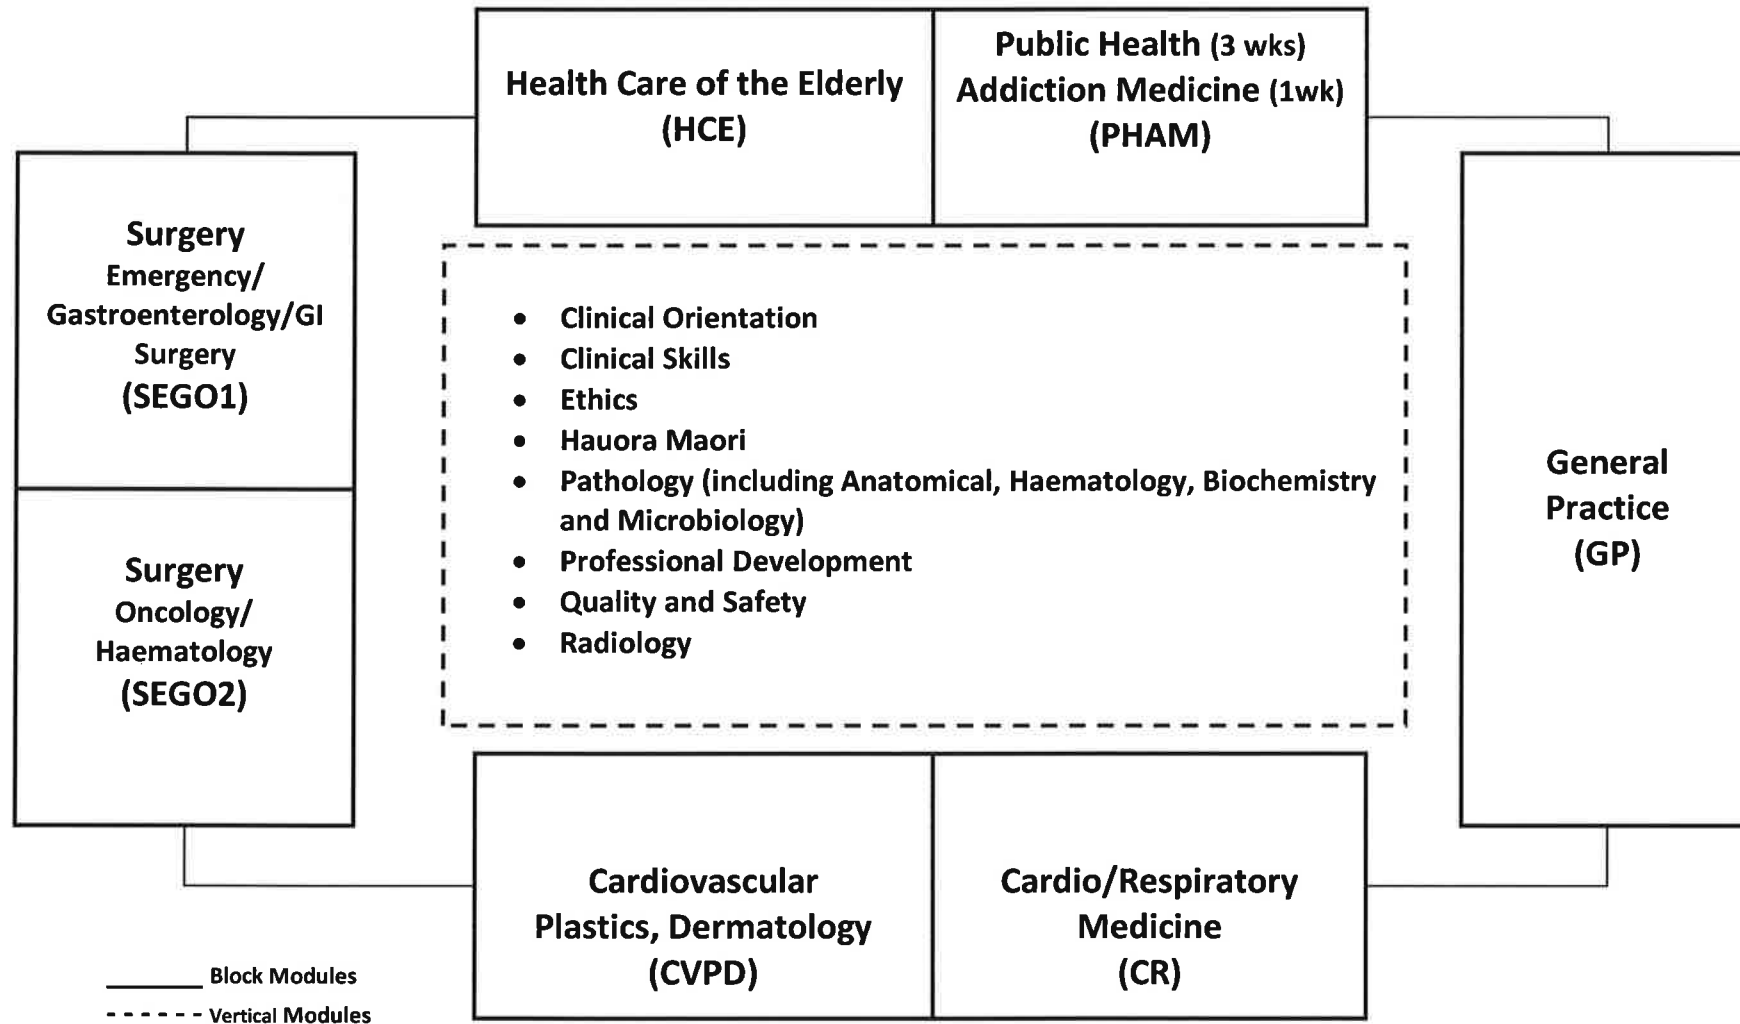 Health Care of the Elderly
(HCE)
Public Health (3 wks)
Addiction Medicine (1wk)
(PHAM)
Surgery
Emergency/
Gastroenterology/GI
Surgery
(SEGO1)
Surgery
Oncology/
Haematology
(SEGO2)
• Clinical Orientation
• Clinical Skills
• Ethics
• Hauora Maori
• Pathology (including Anatomical, Haematology, Biochemistry
and Microbiology)
• Professional Development
• Quality and Safety
• Radiology
General
Practice
(GP)
Cardiovascular
Plastics, Dermatology
(CVPD)
Cardio/Respiratory
Medicine
(CR)
Block Modules
Vertical Modules